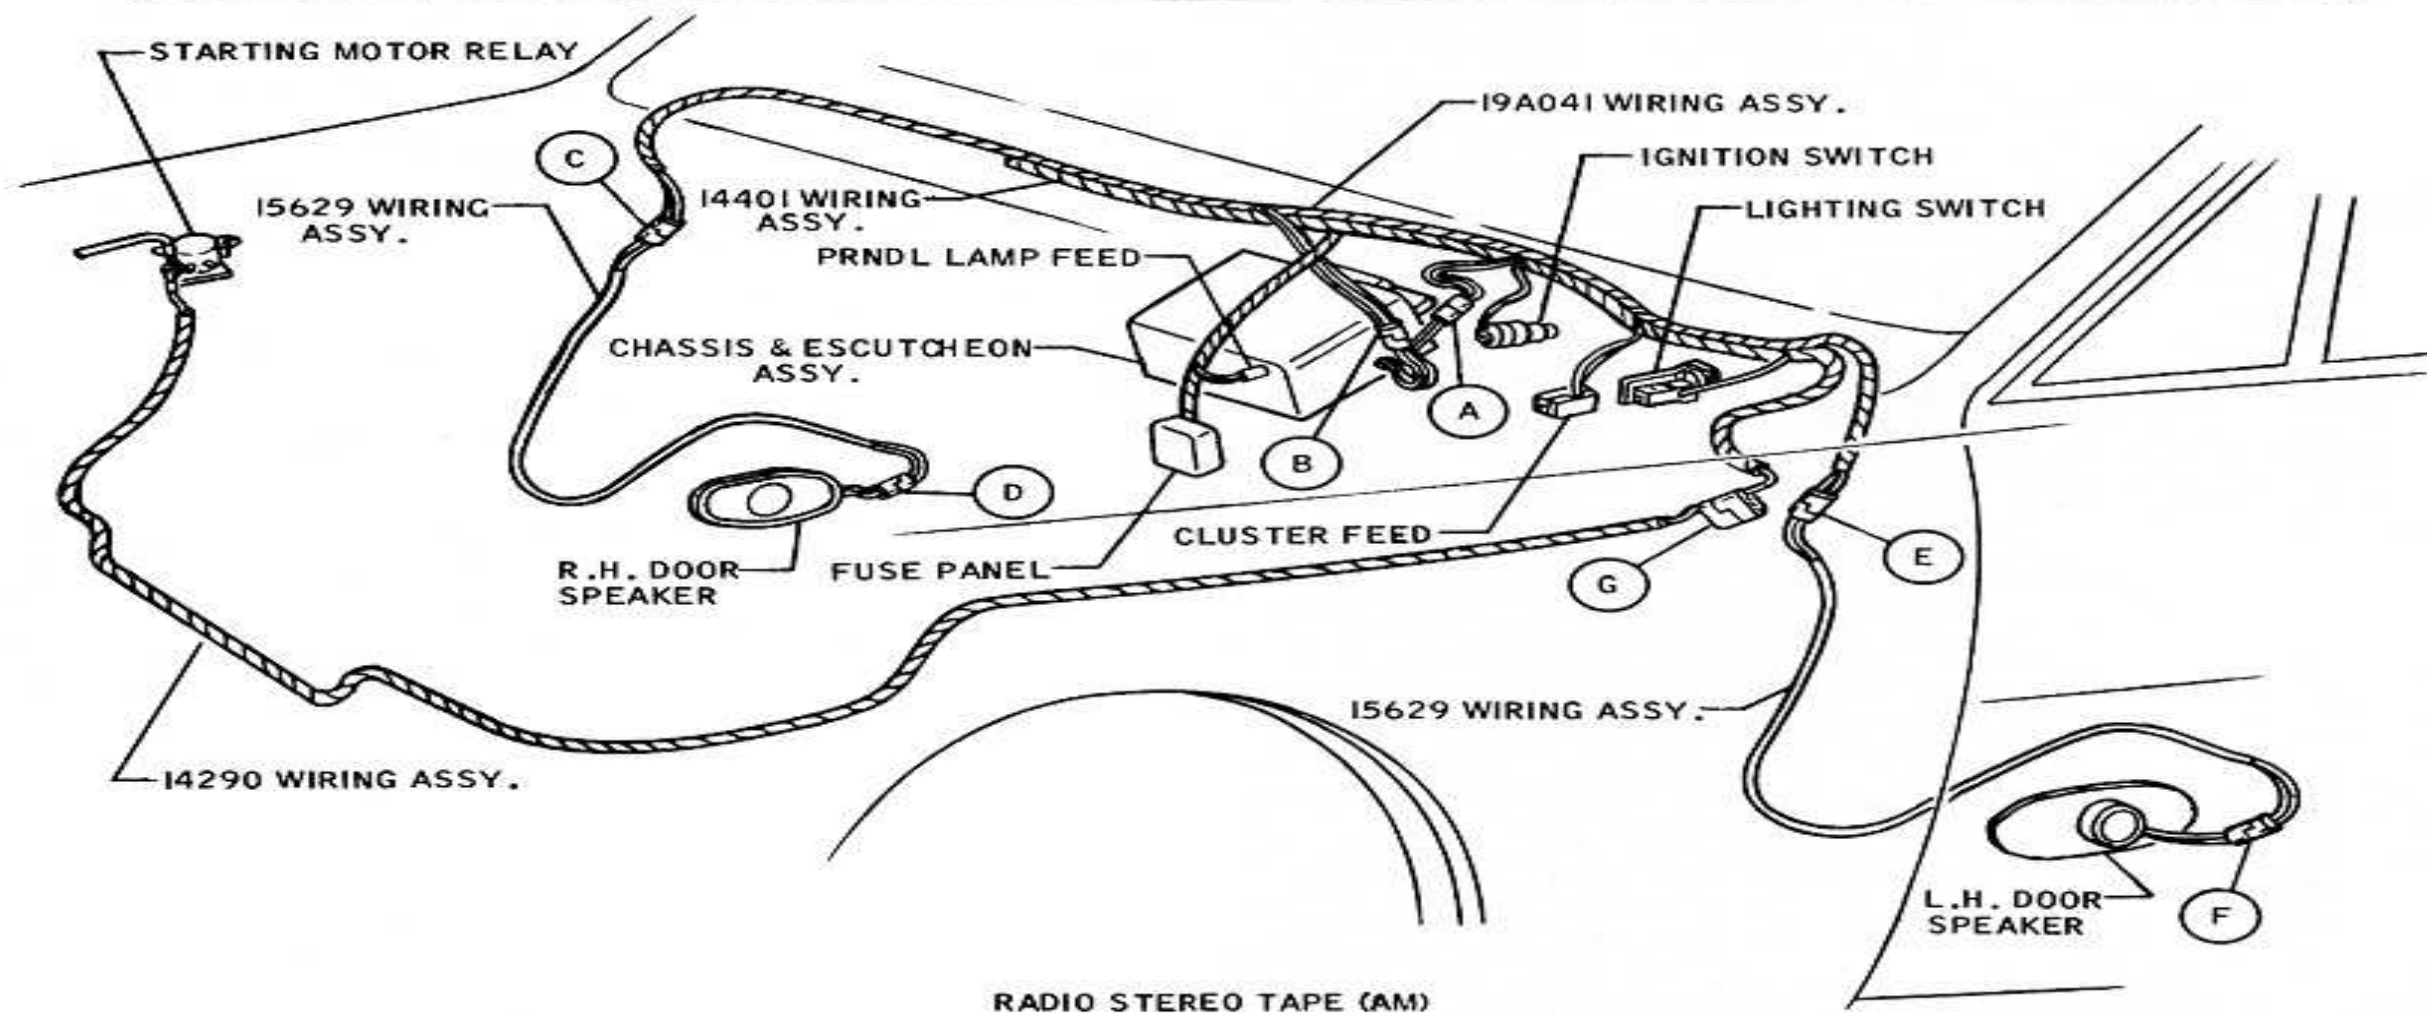 STARTING MOTOR RELAY
19A041 WIRING ASSY.
IGNITION SWITCH
C
15629 WIRING
ASSY.
14401 WIRING
ASSY.
LIGHTING SWITCH
PRNDL LAMP FEED
CHASSIS & ESCUTCHEON
ASSY.
A
B
D
CLUSTER FEED
E
R.H. DOOR
SPEAKER
FUSE PANEL
G
15629 WIRING ASSY.
14290 WIRING ASSY.
L.H. DOOR
SPEAKER
F
RADIO STEREO TAPE (AM)